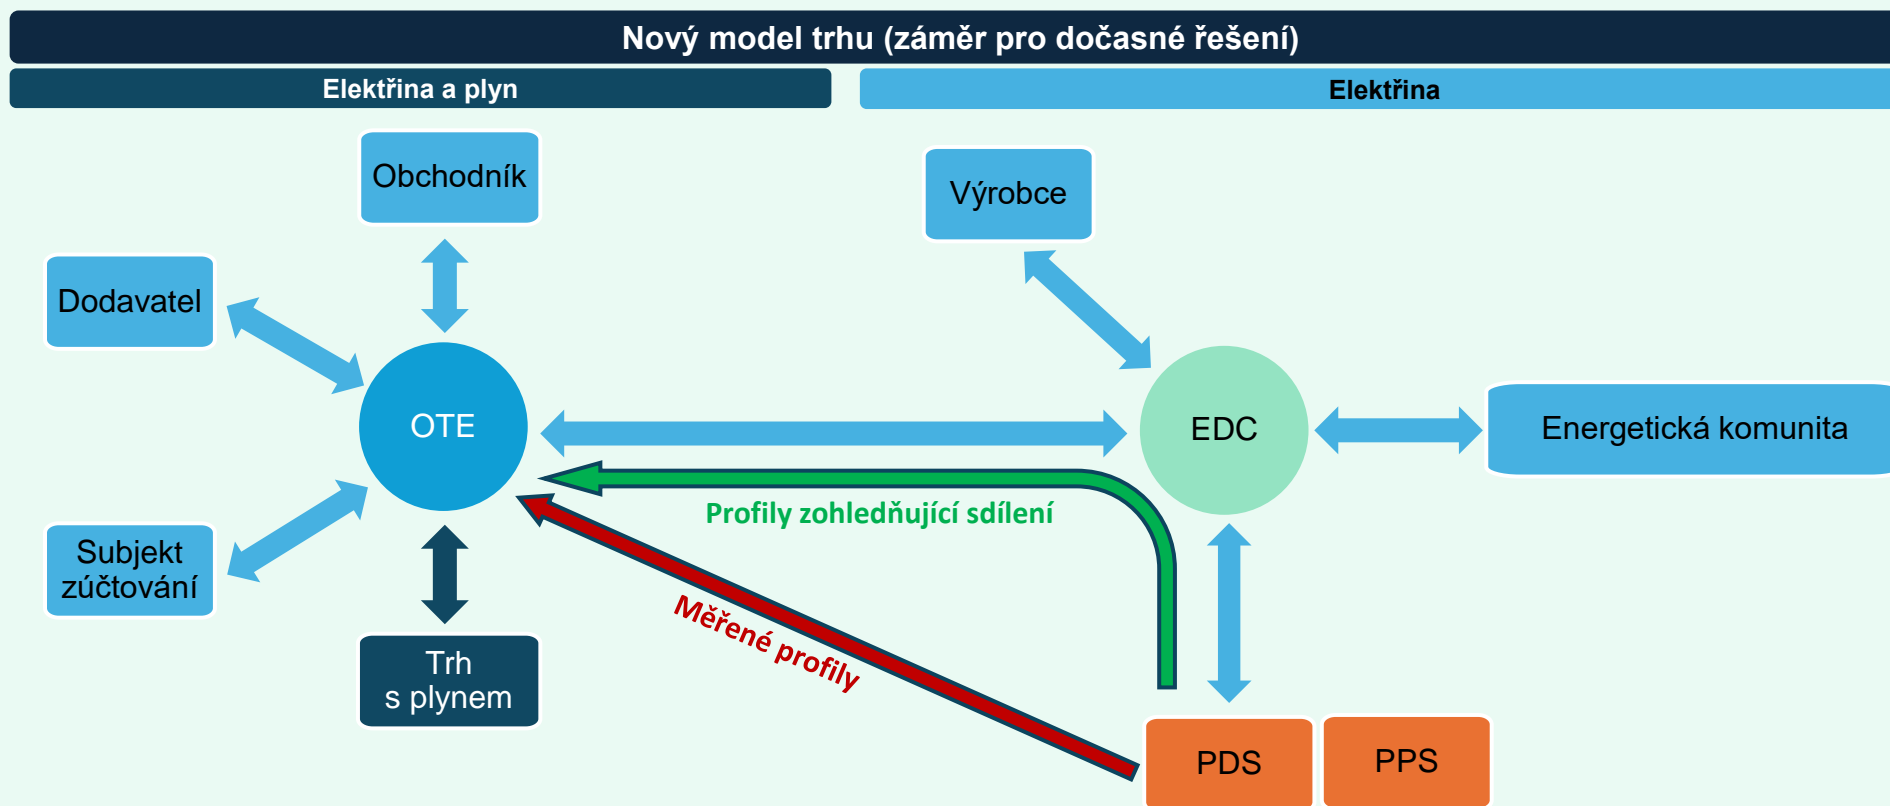 Nový model trhu (záměr pro dočasné řešení)
Elektřina a plyn
Elektřina
Obchodník
Výrobce
Dodavatel
OTE
EDC
Energetická komunita
Profily zohledňující sdílení
Subjekt
zúčtování
Měřené profily
Trh
s plynem
PDS
PPS